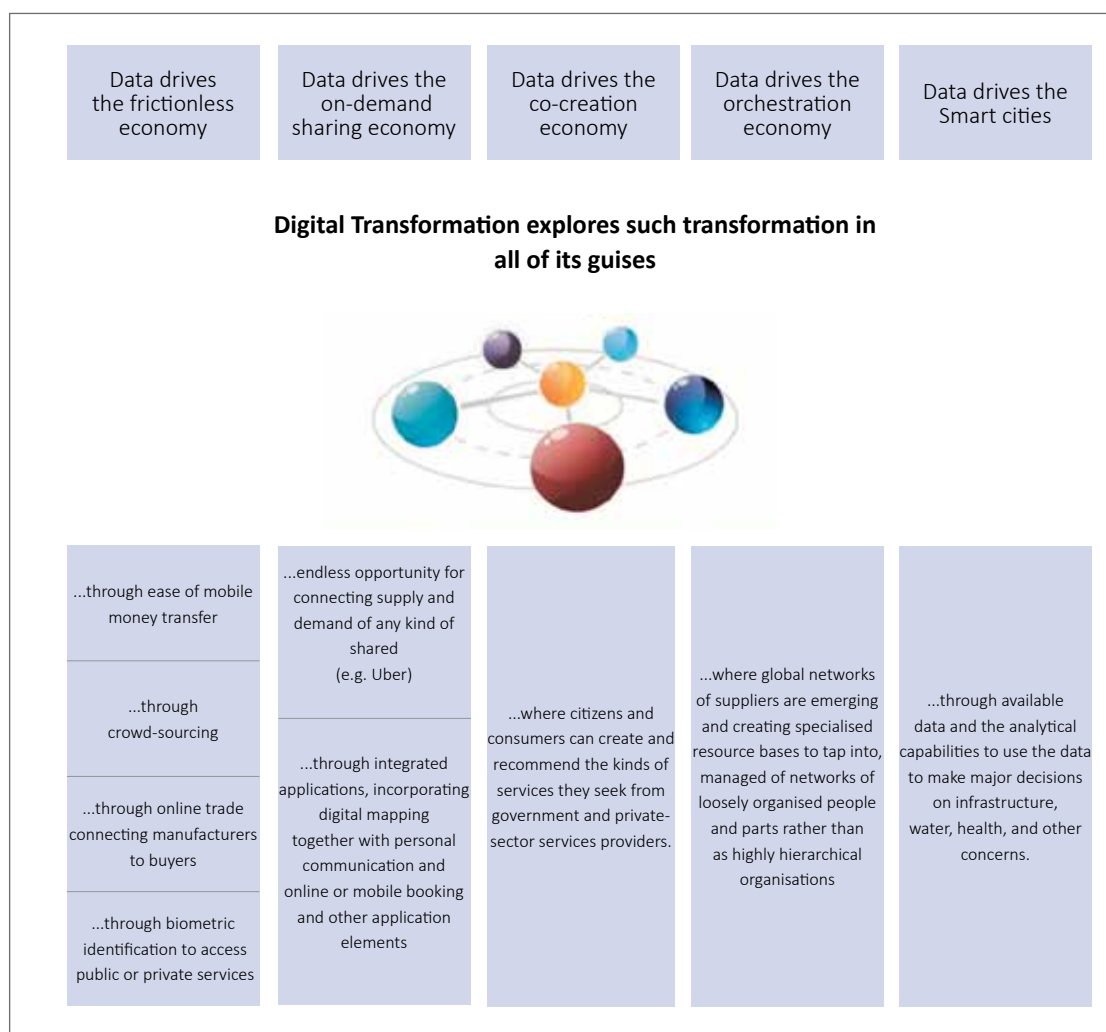 Data drives
the frictionless
economy
Data drives the
on-demand
sharing economy
Data drives the
co-creation
economy
Data drives the
orchestration
economy
Data drives the
Smart cities
Digital Transformation explores such transformation in
all of its guises
...through ease of mobile
money transfer
...through
crowd-sourcing
...through online trade
connecting manufacturers
to buyers
...through biometric
identification to access
public or private services
...endless opportunity for
connecting supply and
demand of any kind of
shared
(e.g. Uber)
...through integrated
applications, incorporating
digital mapping
together with personal
communication and
online or mobile booking
and other application
elements
...where citizens and
consumers can create and
recommend the kinds of
services they seek from
government and private-
sector services providers.
...where global networks
of suppliers are emerging
and creating specialised
resource bases to tap into,
managed of networks of
loosely organised people
and parts rather than
as highly hierarchical
organisations
...through available
data and the analytical
capabilities to use the data
to make major decisions
on infrastructure,
water, health, and other
concerns.